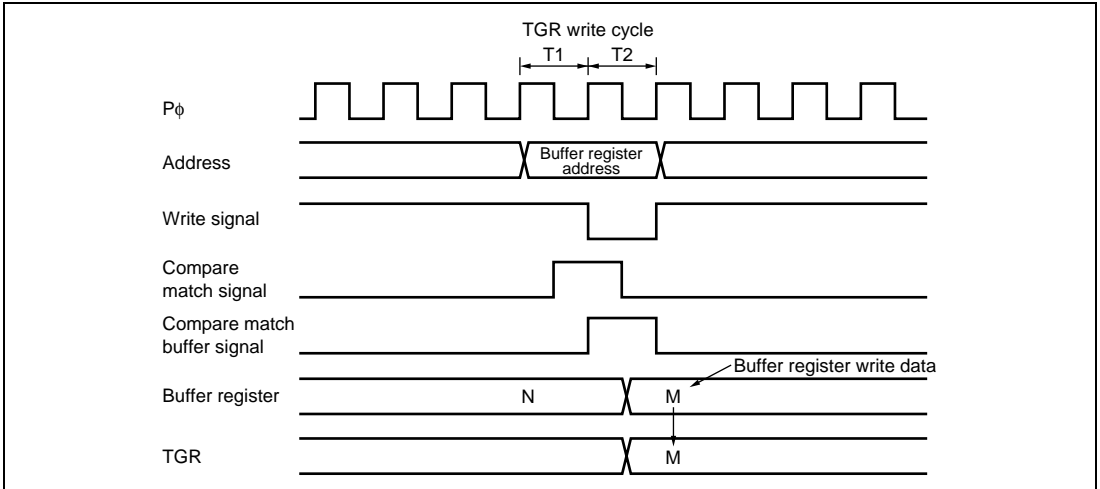 TGR write cycle
T1 T2
Pφ
Address
Buffer register
address
Write signal
Compare
match signal
Compare match
buffer signal
Buffer register write data
Buffer register
N M
TGR
M